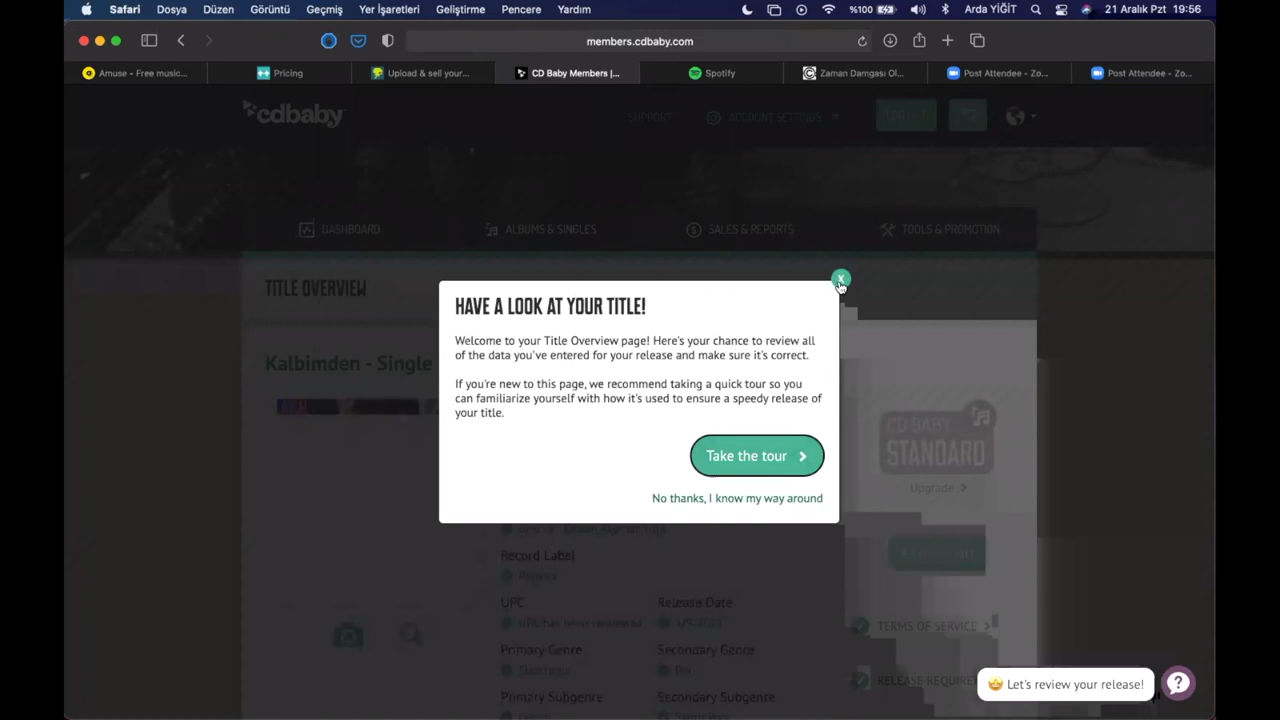 Safari Dosya Düzen Görüntü Geçmiş Yer İşaretleri Geliştirme Pencere Yardım %100 Arda YİĞİT 21 Aralık Pzt 19:56
members.cdbaby.com
Amuse - Free music... Pricing Upload & sell your... CD Baby Members |... Spotify Zaman Damgası Ol... Post Attendee - Zo... Post Attendee - Zo...
cdbaby SUPPORT ACCOUNT SETTINGS
DASHBOARD ALBUMS & SINGLES SALES & REPORTS TOOLS & PROMOTION
TITLE OVERVIEW
X
HAVE A LOOK AT YOUR TITLE!
Kalbimden - Single
Welcome to your Title Overview page! Here's your chance to review all
of the data you've entered for your release and make sure it's correct.
If you're new to this page, we recommend taking a quick tour so you
can familiarize yourself with how it's used to ensure a speedy release of
your title.
Take the tour
No thanks, I know my way around
CD BABY
STANDARD
Upgrade
Record Label
UPC Release Date
Primary Genre Secondary Genre
Primary Subgenre Secondary Subgenre
TERMS OF SERVICE
Let's review your release!
?